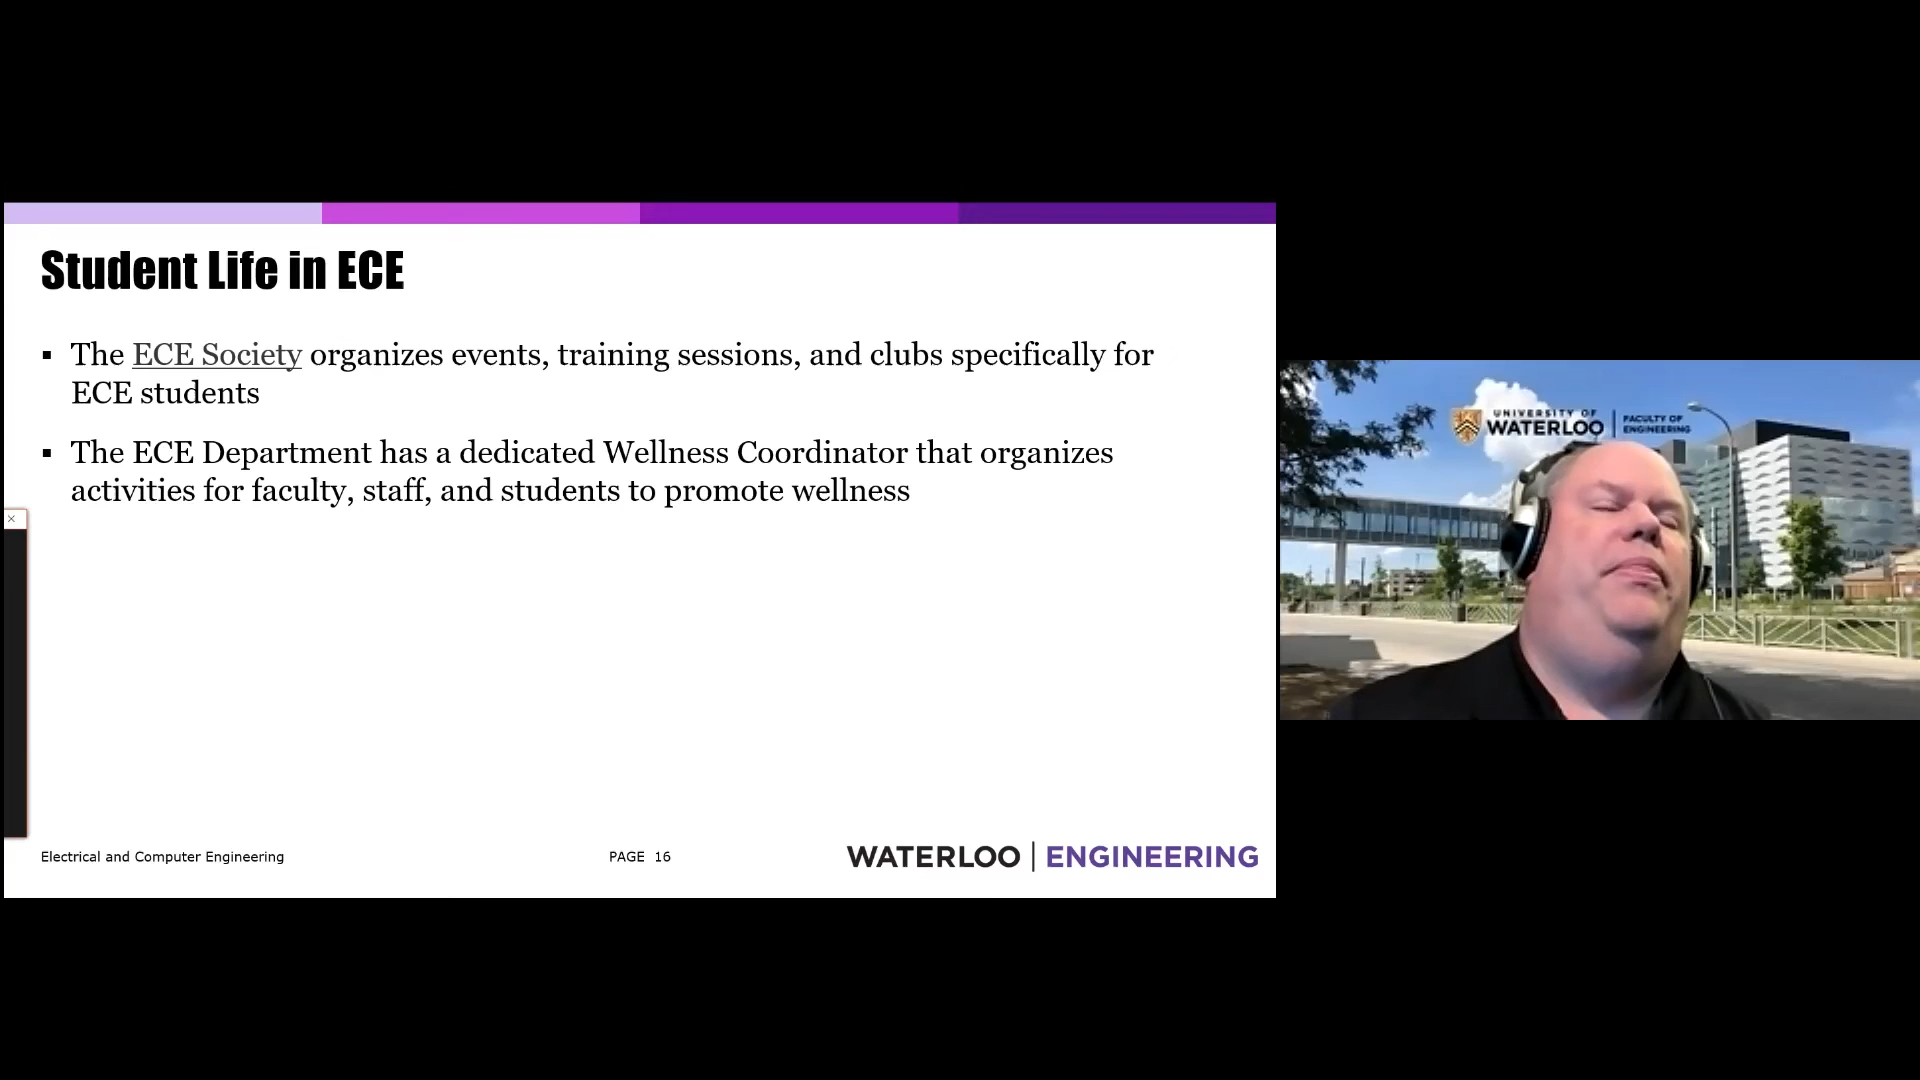 Student Life in ECE
▪ The ECE Society organizes events, training sessions, and clubs specifically for
ECE students
▪ The ECE Department has a dedicated Wellness Coordinator that organizes
activities for faculty, staff, and students to promote wellness
Electrical and Computer Engineering
PAGE 16
WATERLOO | ENGINEERING
UNIVERSITY OF
WATERLOO
FACULTY OF
ENGINEERING